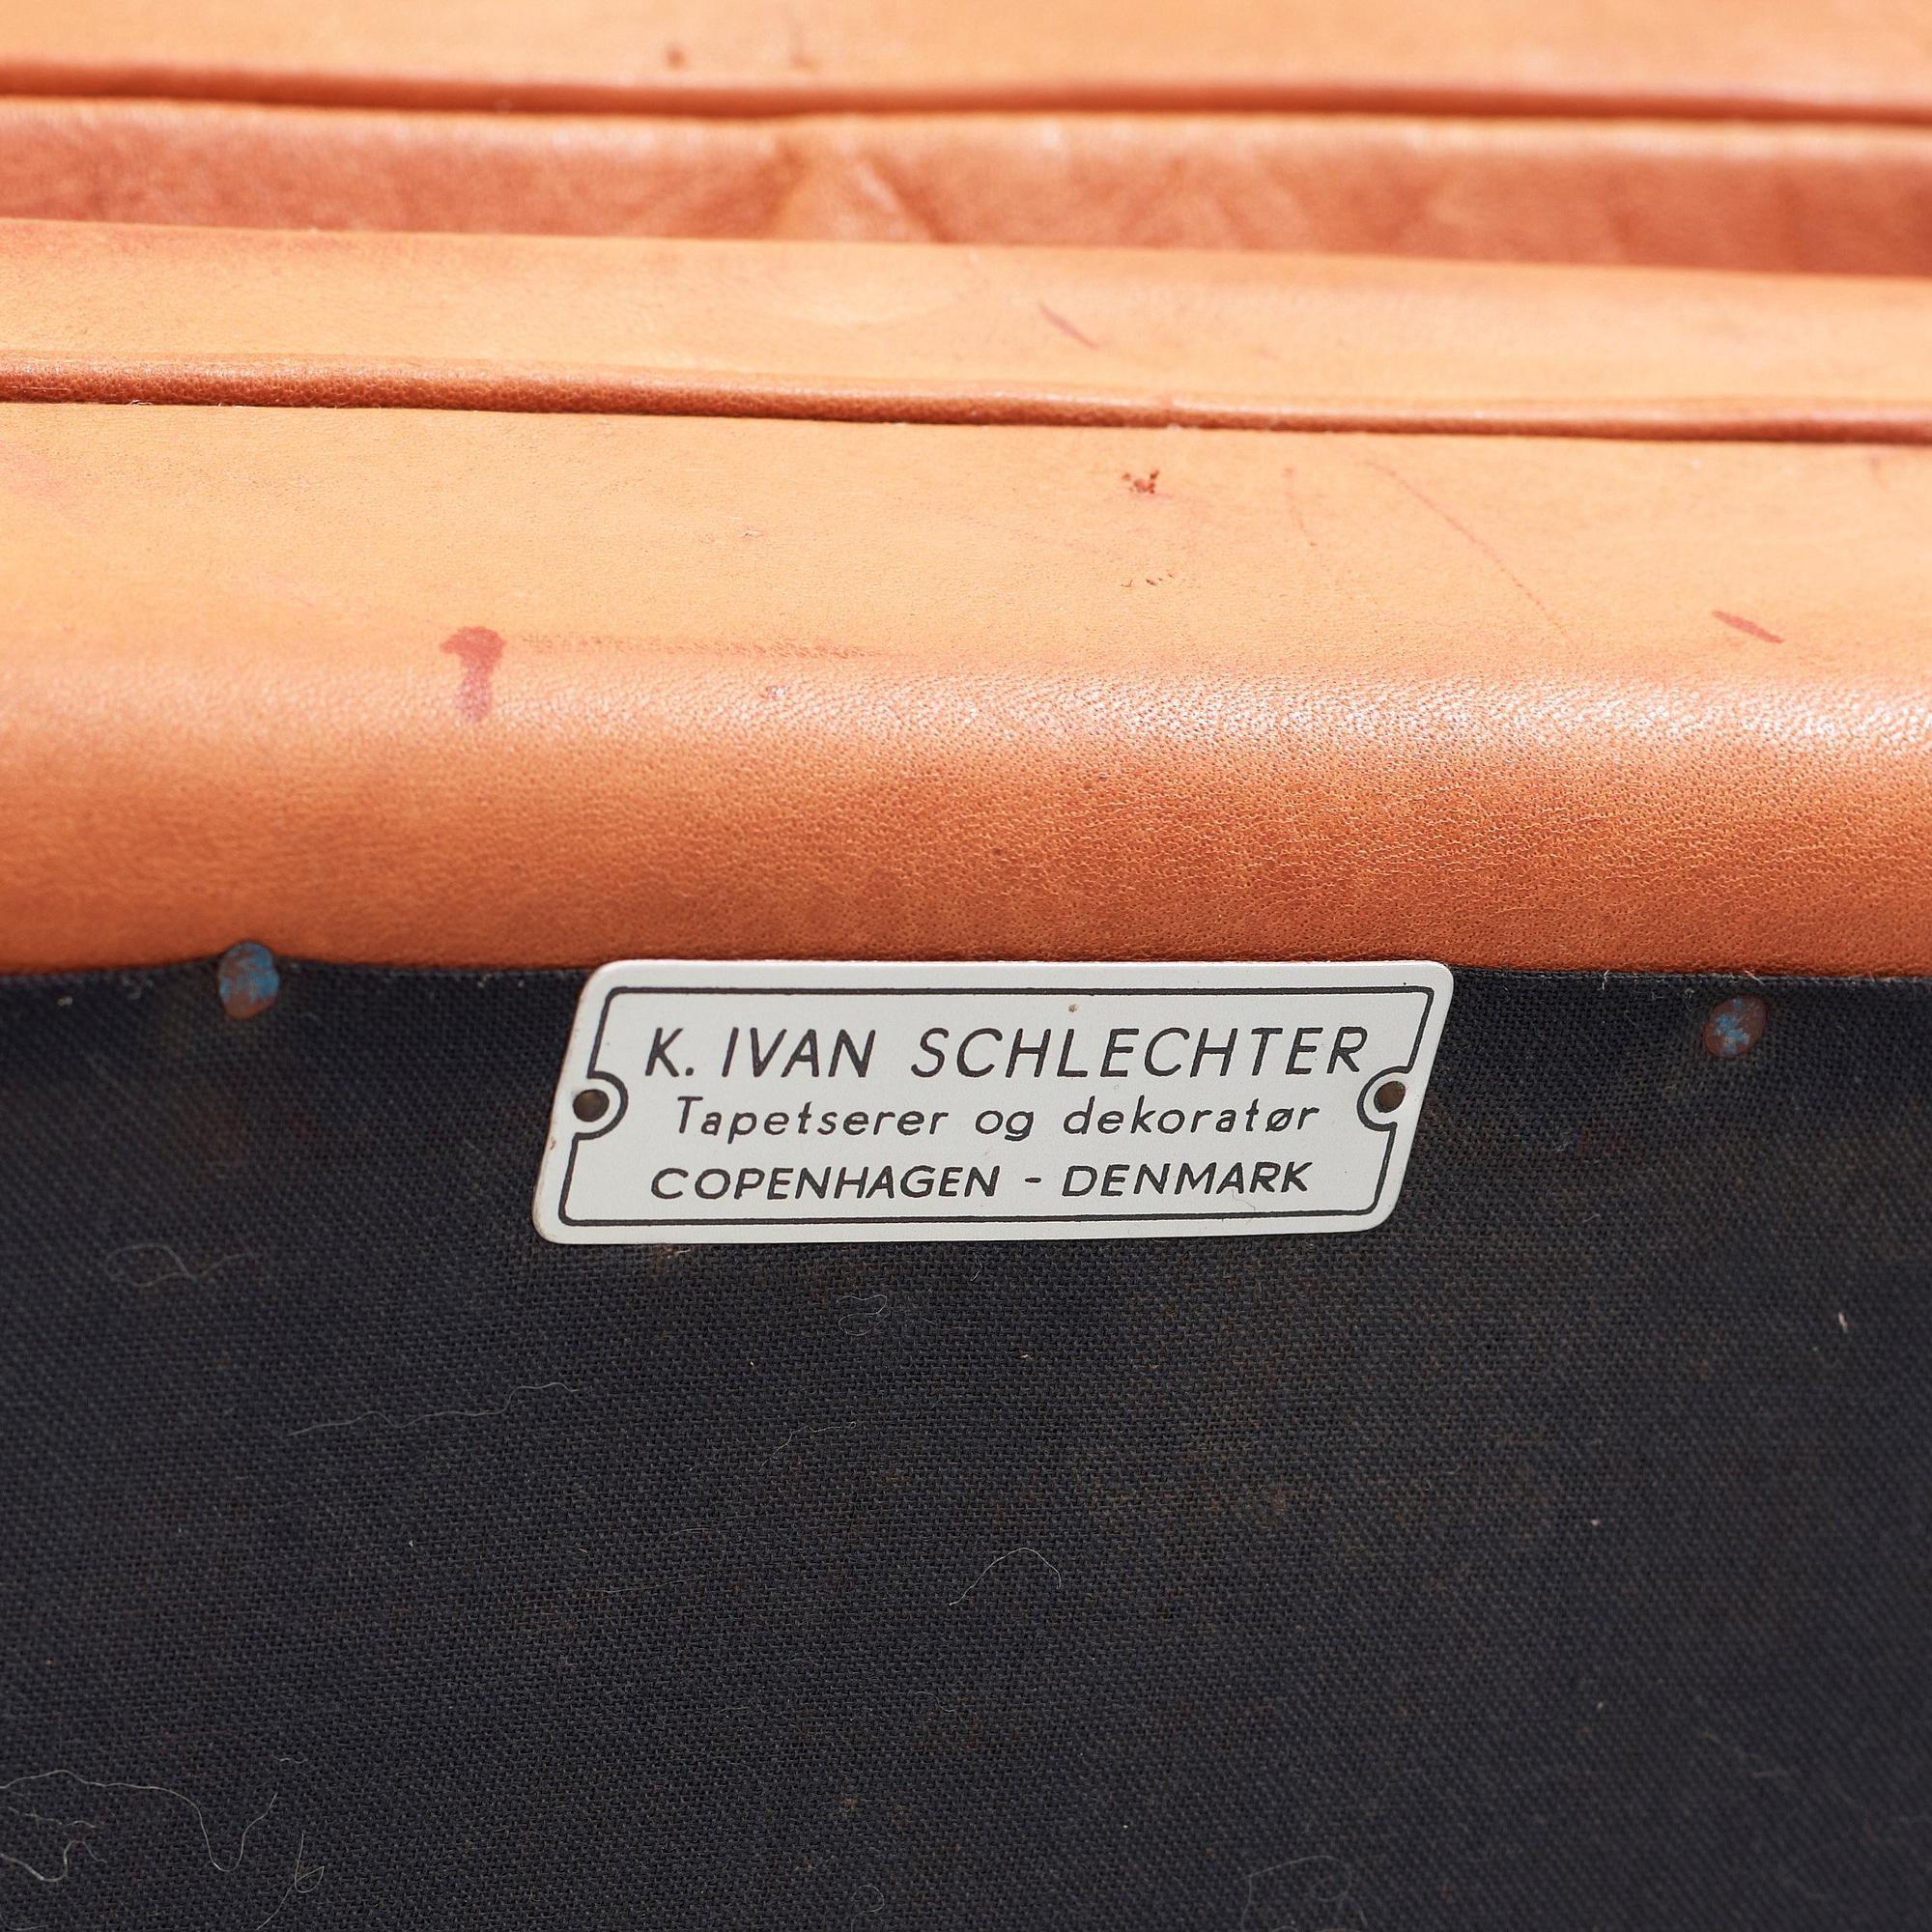 K. IVAN SCHLECHTER
Tapetserer og dekoratør
COPENHAGEN - DENMARK